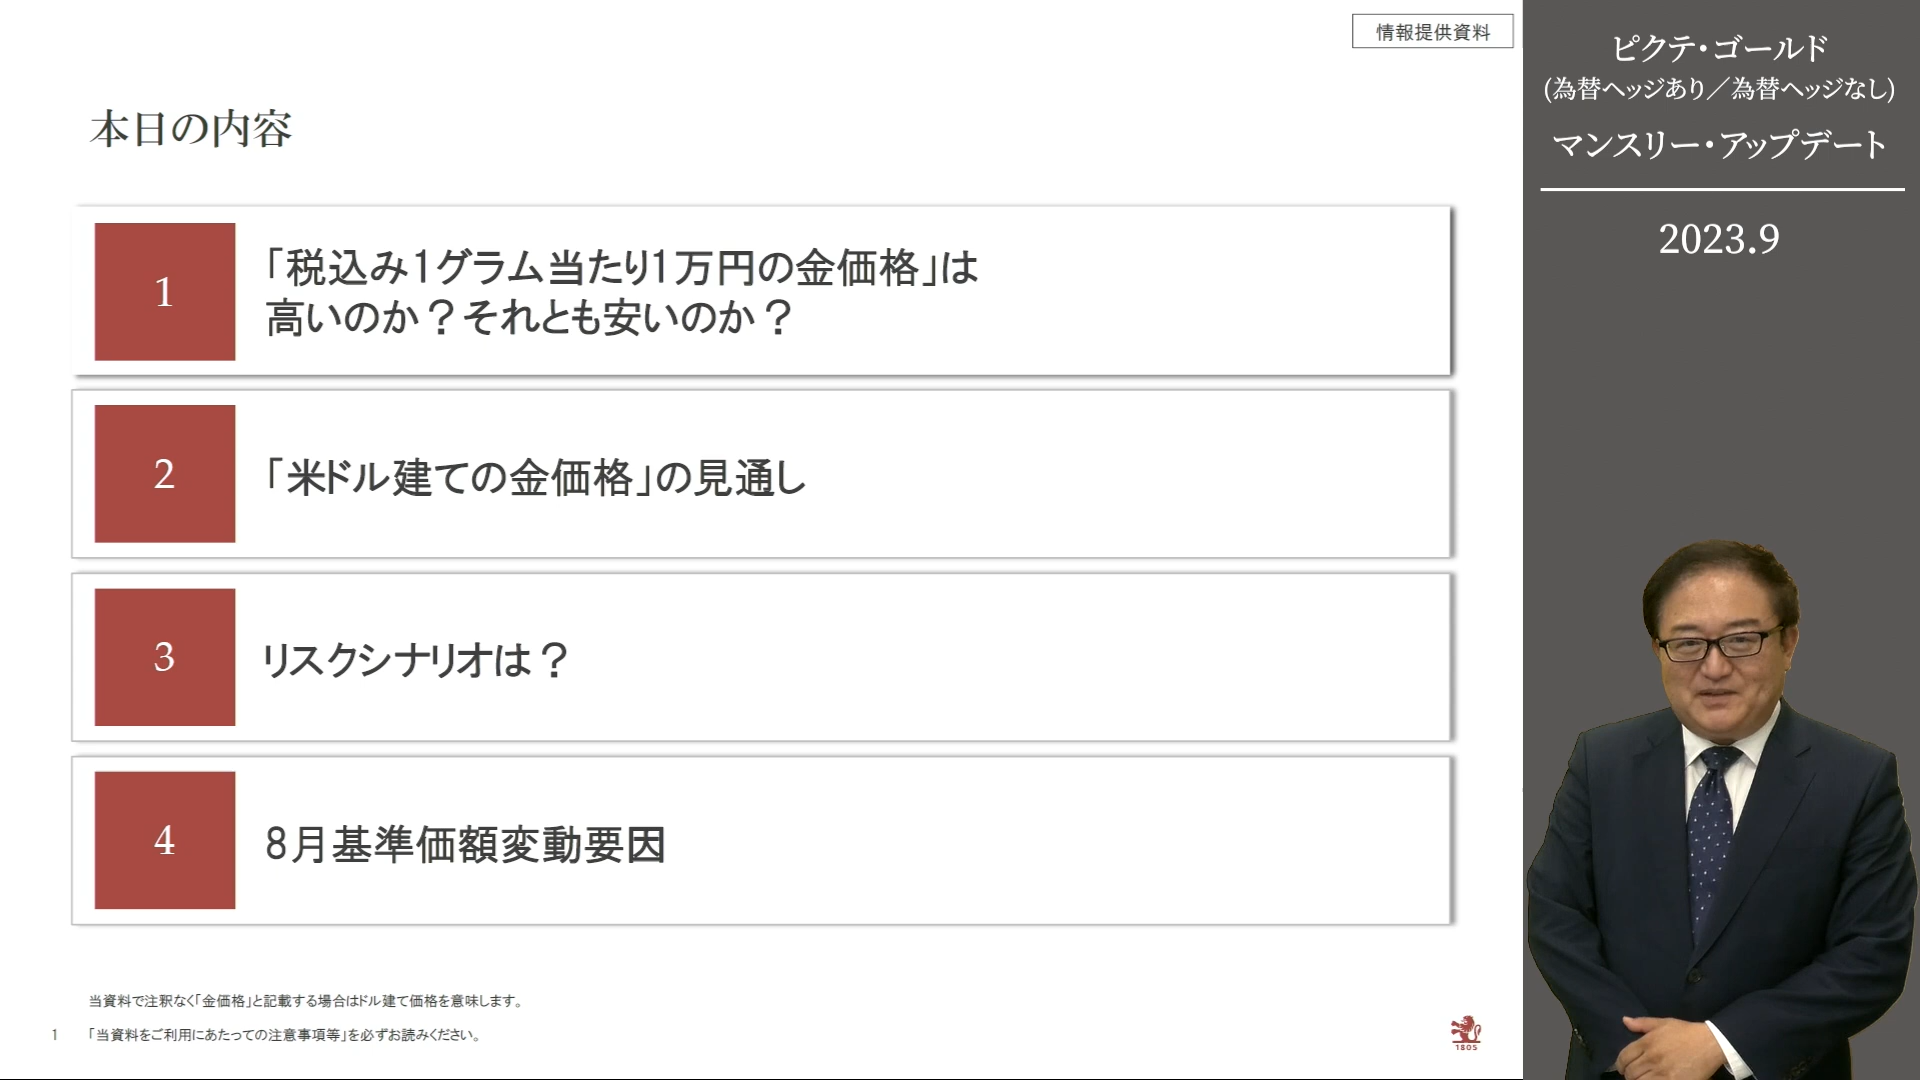 情報提供資料
本日の内容
1
「税込み1グラム当たり1万円の金価格」は
高いのか？それとも安いのか？
2
「米ドル建ての金価格」の見通し
3
リスクシナリオは？
4
8月基準価額変動要因
当資料で注釈なく「金価格」と記載する場合はドル建て価格を意味します。
1 「当資料をご利用にあたっての注意事項等」を必ずお読みください。
1805
ピクテ・ゴールド
(為替ヘッジあり／為替ヘッジなし)
マンスリー・アップデート
2023.9